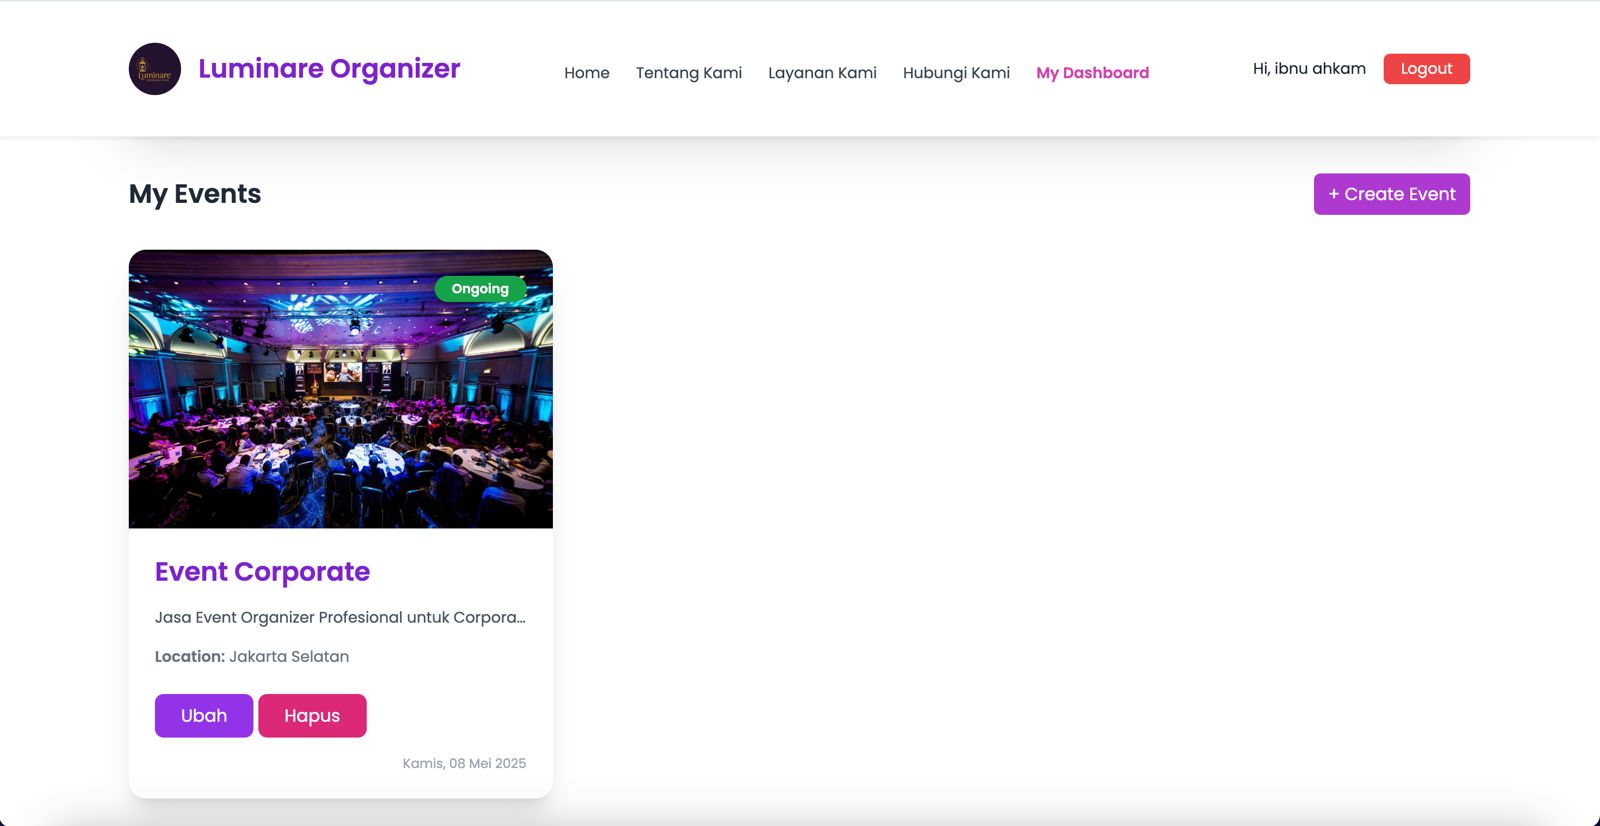 Luminare
Luminare Organizer
Home
Tentang Kami
Layanan Kami
Hubungi Kami
My Dashboard
Hi, ibnu ahkam
Logout
My Events
+ Create Event
Ongoing
Event Corporate
Jasa Event Organizer Profesional untuk Corpora...
Location: Jakarta Selatan
Ubah
Hapus
Kamis, 08 Mei 2025